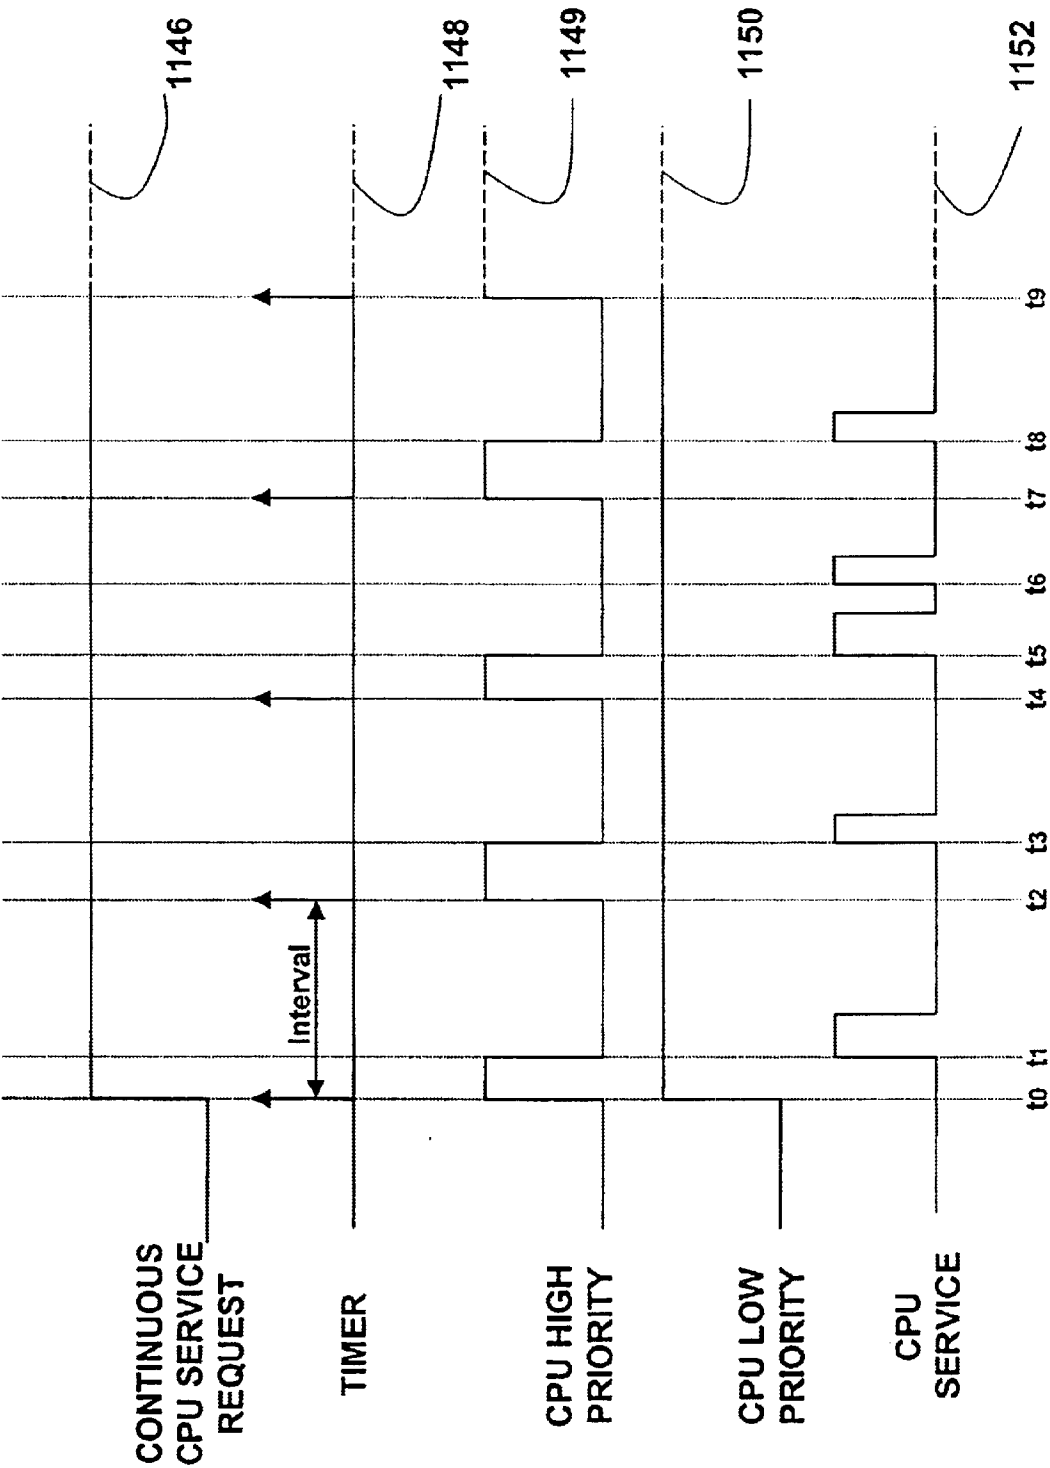 CONTINUOUS
CPU SERVICE
REQUEST
1146
Interval
TIMER
1148
CPU HIGH
PRIORITY
1149
CPU LOW
PRIORITY
1150
CPU
SERVICE
1152
t0 t1 t2 t3 t4 t5 t6 t7 t8 t9